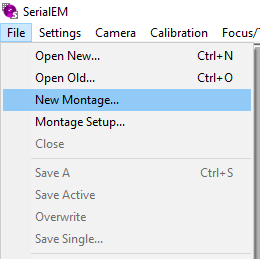 SerialEM
File Settings Camera Calibration Focus/
Open New... Ctrl+N
Open Old... Ctrl+O
New Montage...
Montage Setup...
Close
Save A Ctrl+S
Save Active
Overwrite
Save Single...